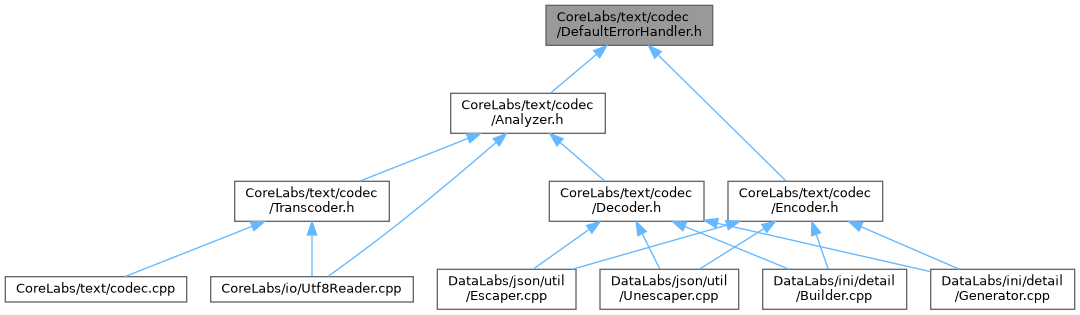 CoreLabs/text/codec
/DefaultErrorHandler.h
CoreLabs/text/codec
/Analyzer.h
CoreLabs/text/codec
/Transcoder.h
CoreLabs/text/codec
/Decoder.h
CoreLabs/text/codec
/Encoder.h
CoreLabs/text/codec.cpp
CoreLabs/io/Utf8Reader.cpp
DataLabs/json/util
/Escaper.cpp
DataLabs/json/util
/Unescaper.cpp
DataLabs/ini/detail
/Builder.cpp
DataLabs/ini/detail
/Generator.cpp